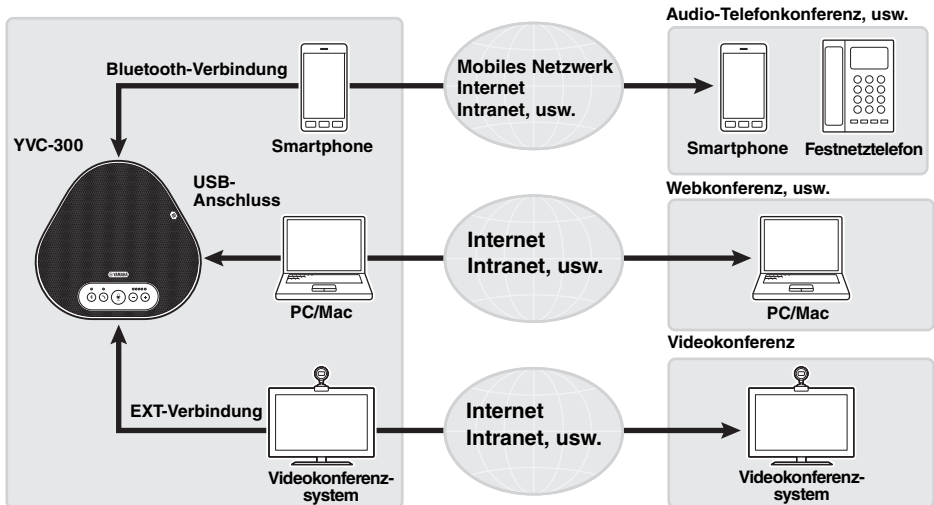 Audio-Telefonkonferenz, usw.
Bluetooth-Verbindung
Mobiles Netzwerk
Internet
Intranet, usw.
Smartphone
Smartphone
Festnetztelefon
YVC-300
USB-
Anschluss
Webkonferenz, usw.
Internet
Intranet, usw.
YAMAHA
PC/Mac
PC/Mac
Videokonferenz
EXT-Verbindung
Internet
Intranet, usw.
Videokonferenz-
system
Videokonferenz-
system